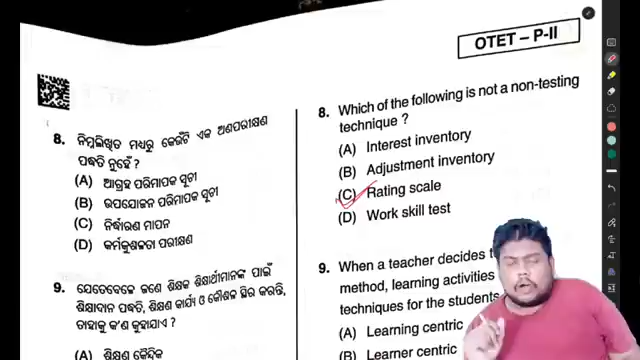 OTET – P-II
8. ନିମ୍ନଲିଖିତ ମଧ୍ୟରୁ କେଉଁଟି ଏକ ଅଣପରୀକ୍ଷଣ
ପଦ୍ଧତି ନୁହେଁ ?
(A) ଆଗ୍ରହ ପରିମାପକ ସୂଚୀ
(B) ଉପଯୋଜନ ପରିମାପକ ସୂଚୀ
(C) ନିର୍ଦ୍ଧାରଣ ମାପନ
(D) କର୍ମକୁଶଳତା ପରୀକ୍ଷଣ
9. ଯେତେବେଳେ ଜଣେ ଶିକ୍ଷକ ଶିକ୍ଷାର୍ଥୀମାନଙ୍କ ପାଇଁ
ଶିକ୍ଷାଦାନ ପଦ୍ଧତି, ଶିକ୍ଷଣ କାର୍ଯ୍ୟ ଓ କୌଶଳ ସ୍ଥିର କରନ୍ତି,
ତାହାକୁ କ'ଣ କୁହାଯାଏ ?
(A) ଶିକ୍ଷଣ କୈନ୍ଦ୍ରିକ
8. Which of the following is not a non-testing
technique ?
(A) Interest inventory
(B) Adjustment inventory
(C) Rating scale
(D) Work skill test
9. When a teacher decides
method, learning activities
techniques for the students
(A) Learning centric
(B) Learner centric